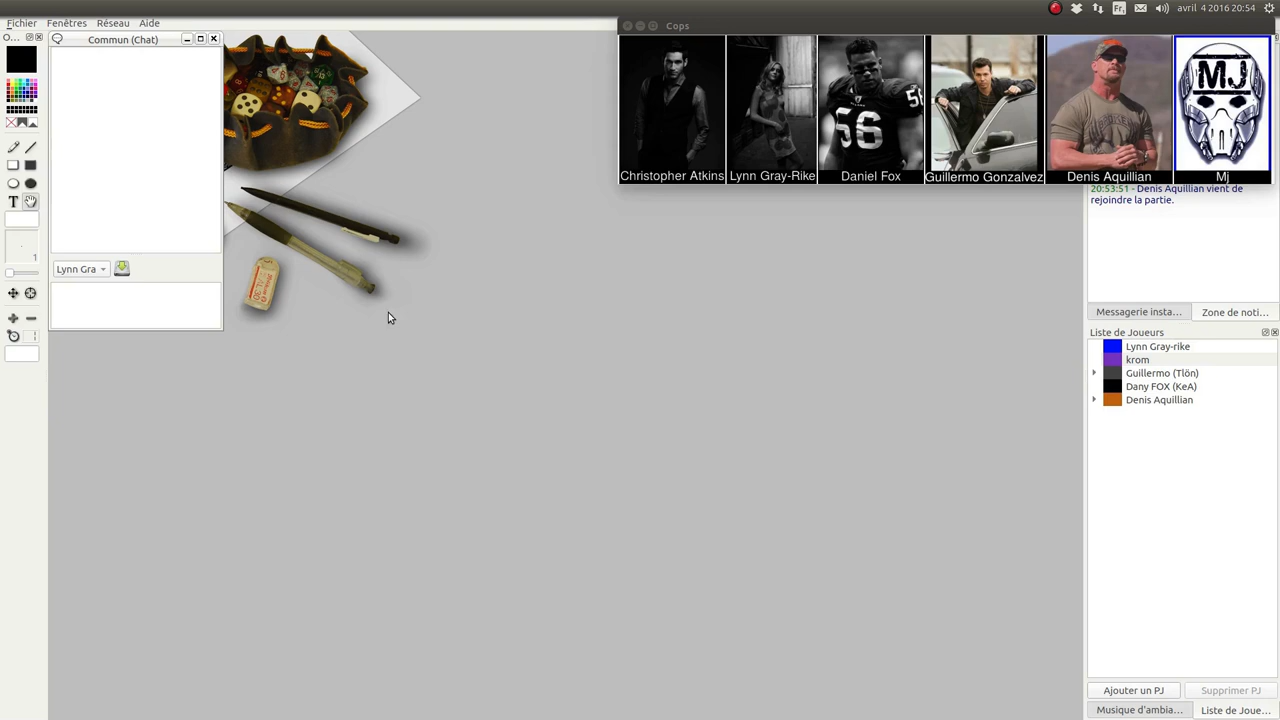 Fr,
avril 4 2016 20:54
Fichier Fenêtres Réseau Aide
O...
Commun (Chat)
Cops
56
MJ
Christopher Atkins
Lynn Gray-Rike
Daniel Fox
Guillermo Gonzalvez
Denis Aquillian
Mj
20:53:51 - Denis Aquillian vient de
rejoindre la partie.
T
1
Lynn Gra
Messagerie insta...
Zone de noti...
Liste de Joueurs
Lynn Gray-rike
krom
Guillermo (Tlön)
Dany FOX (KeA)
Denis Aquillian
Ajouter un PJ
Supprimer PJ
Musique d'ambia...
Liste de Joue...